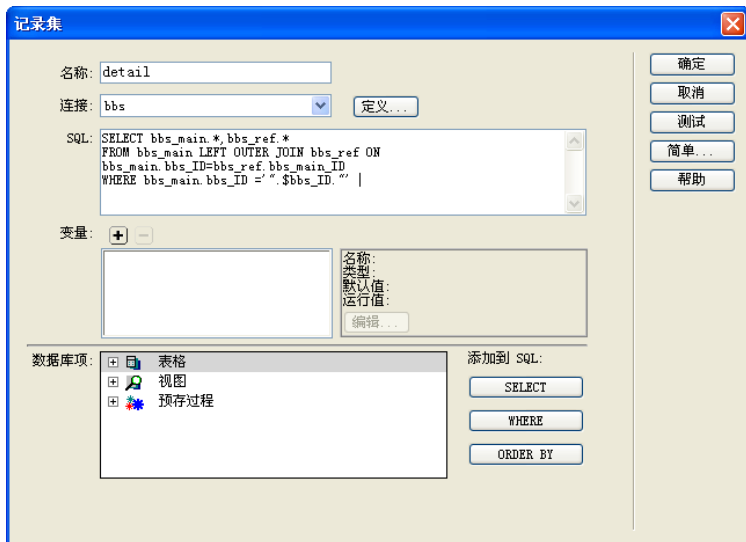 记录集
名称: detail
连接: bbs
定义...
SQL: SELECT bbs_main.*,bbs_ref.*
FROM bbs_main LEFT OUTER JOIN bbs_ref ON
bbs_main.bbs_ID=bbs_ref.bbs_main_ID
WHERE bbs_main.bbs_ID ='“.$bbs_ID.”'
变量:
名称:
类型:
默认值:
运行值:
编辑...
数据库项:
表格
视图
预存过程
添加到 SQL:
SELECT
WHERE
ORDER BY
确定
取消
测试
简单...
帮助